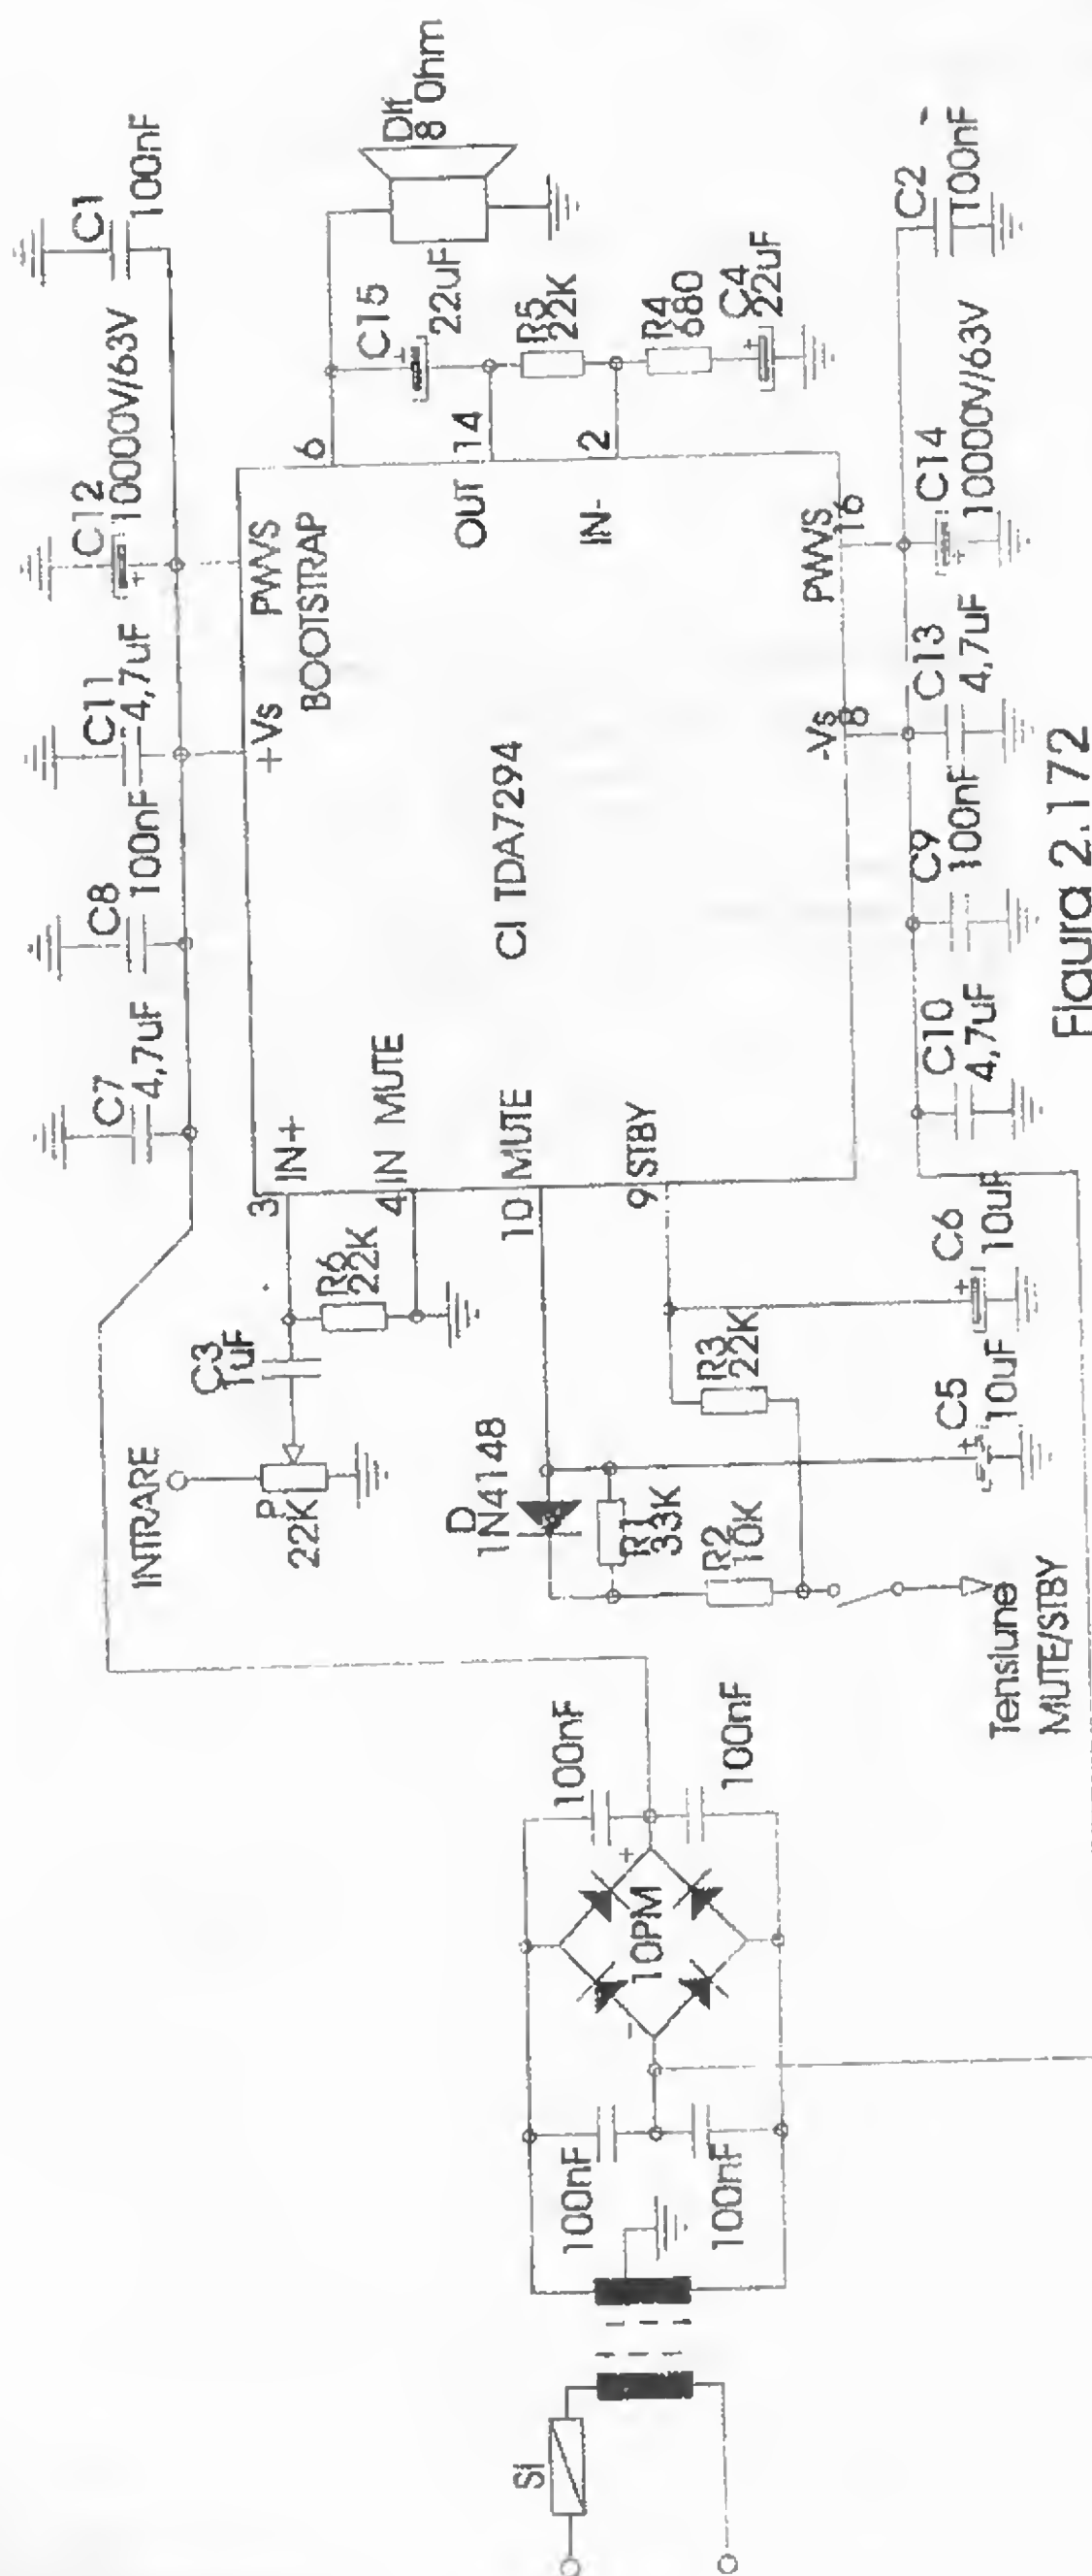 C7
4,7uF
C8
100nF
C11
4,7uF
C12
10000V/63V
+
C1
100nF
INTRARE
P
22K
C3
1uF
R6
22K
3
IN+
4
IN MUTE
10
MUTE
9
STBY
+Vs
PWVS
BOOTSTRAP
6
OUT
14
IN-
2
PWVS
16
-Vs
8
CI TDA7294
C15
22uF
+
R5
22K
R4
680
C4
22uF
+
Dif
8 Ohm
D
1N4148
R1
33K
R2
10K
R3
22K
C5
10uF
+
C6
10uF
+
Tensiune
MUTE/STBY
C10
4,7uF
C9
100nF
C13
4,7uF
C14
10000V/63V
+
C2
100nF
SI
100nF
100nF
10PM
+
-
100nF
100nF
Figura 2.172